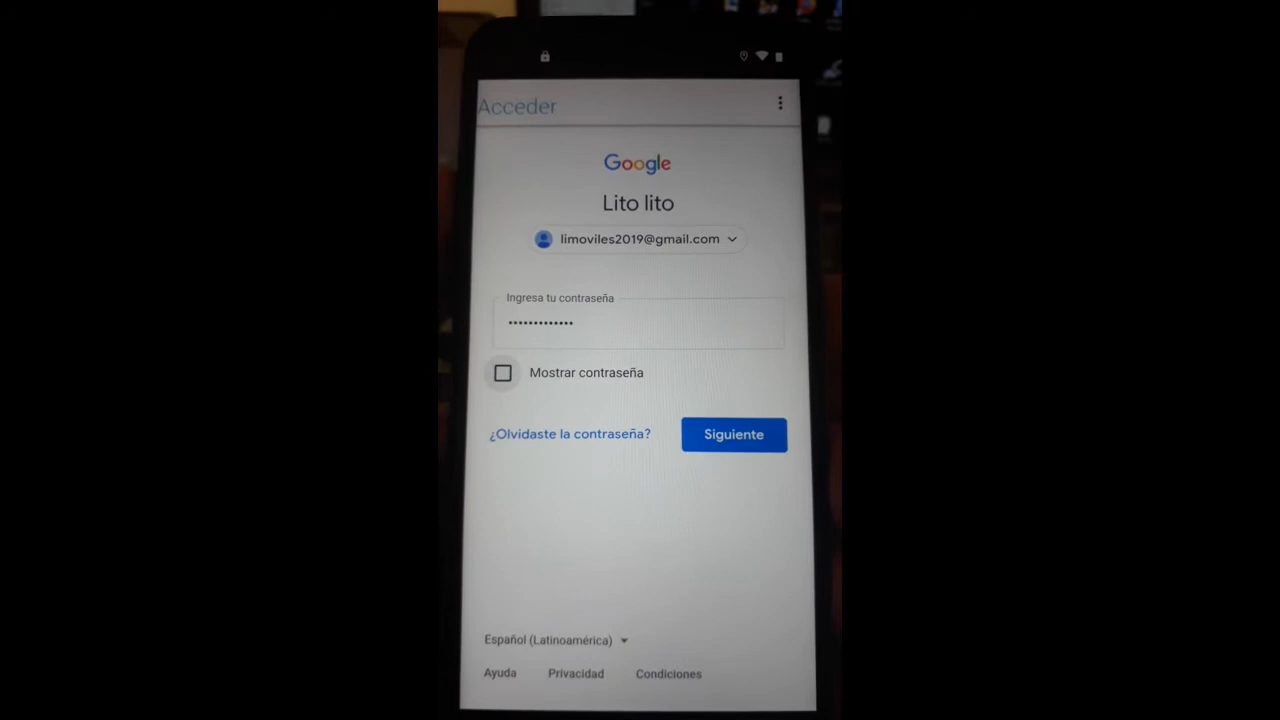 Acceder
Google
Lito lito
limoviles2019@gmail.com
Ingresa tu contraseña
•••••••••••••
Mostrar contraseña
¿Olvidaste la contraseña?
Siguiente
Español (Latinoamérica)
Ayuda Privacidad Condiciones